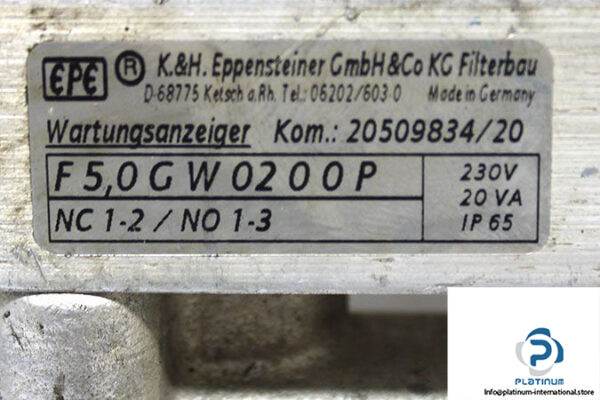 EPE ® K.&H. Eppensteiner GmbH&Co KG Filterbau
D-68775 Ketsch a.Rh. Tel.: 06202/603 0 Made in Germany
Wartungsanzeiger Kom.: 20509834/20
F 5,0 G W 02 0 0 P
230V
20 VA
IP 65
NC 1-2 / NO 1-3
PLATINUM
Info@platinum-international.store